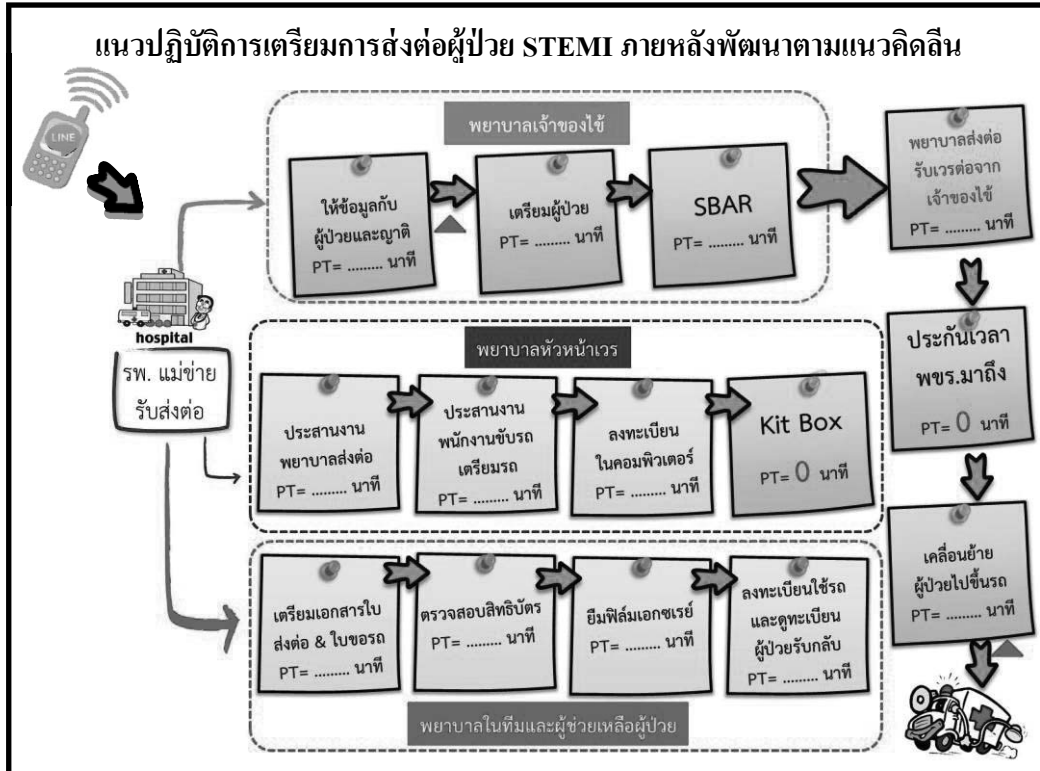 แนวปฏิบัติการเตรียมการส่งต่อผู้ป่วย STEMI ภายหลังพัฒนาตามแนวคิดลีน
LINE
พยาบาลเจ้าของไข้
ให้ข้อมูลกับ
ผู้ป่วยและญาติ
PT= ......... นาที
เตรียมผู้ป่วย
PT= ......... นาที
SBAR
PT= ......... นาที
พยาบาลส่งต่อ
รับเวรต่อจาก
เจ้าของไข้
PT= ......... นาที
hospital
รพ. แม่ข่าย
รับส่งต่อ
พยาบาลหัวหน้าเวร
ประสานงาน
พยาบาลส่งต่อ
PT= ......... นาที
ประสานงาน
พนักงานขับรถ
เตรียมรถ
PT= ......... นาที
ลงทะเบียน
ในคอมพิวเตอร์
PT= ......... นาที
Kit Box
PT= 0 นาที
ประกันเวลา
พขร.มาถึง
PT= 0 นาที
เตรียมเอกสารใบ
ส่งต่อ & ใบขอรถ
PT= ......... นาที
ตรวจสอบสิทธิบัตร
PT= ......... นาที
ยืมฟิล์มเอกซเรย์
PT= ......... นาที
ลงทะเบียนใช้รถ
และดูทะเบียน
ผู้ป่วยรับกลับ
PT= ......... นาที
เคลื่อนย้าย
ผู้ป่วยไปขึ้นรถ
PT= ......... นาที
พยาบาลในทีมและผู้ช่วยเหลือผู้ป่วย